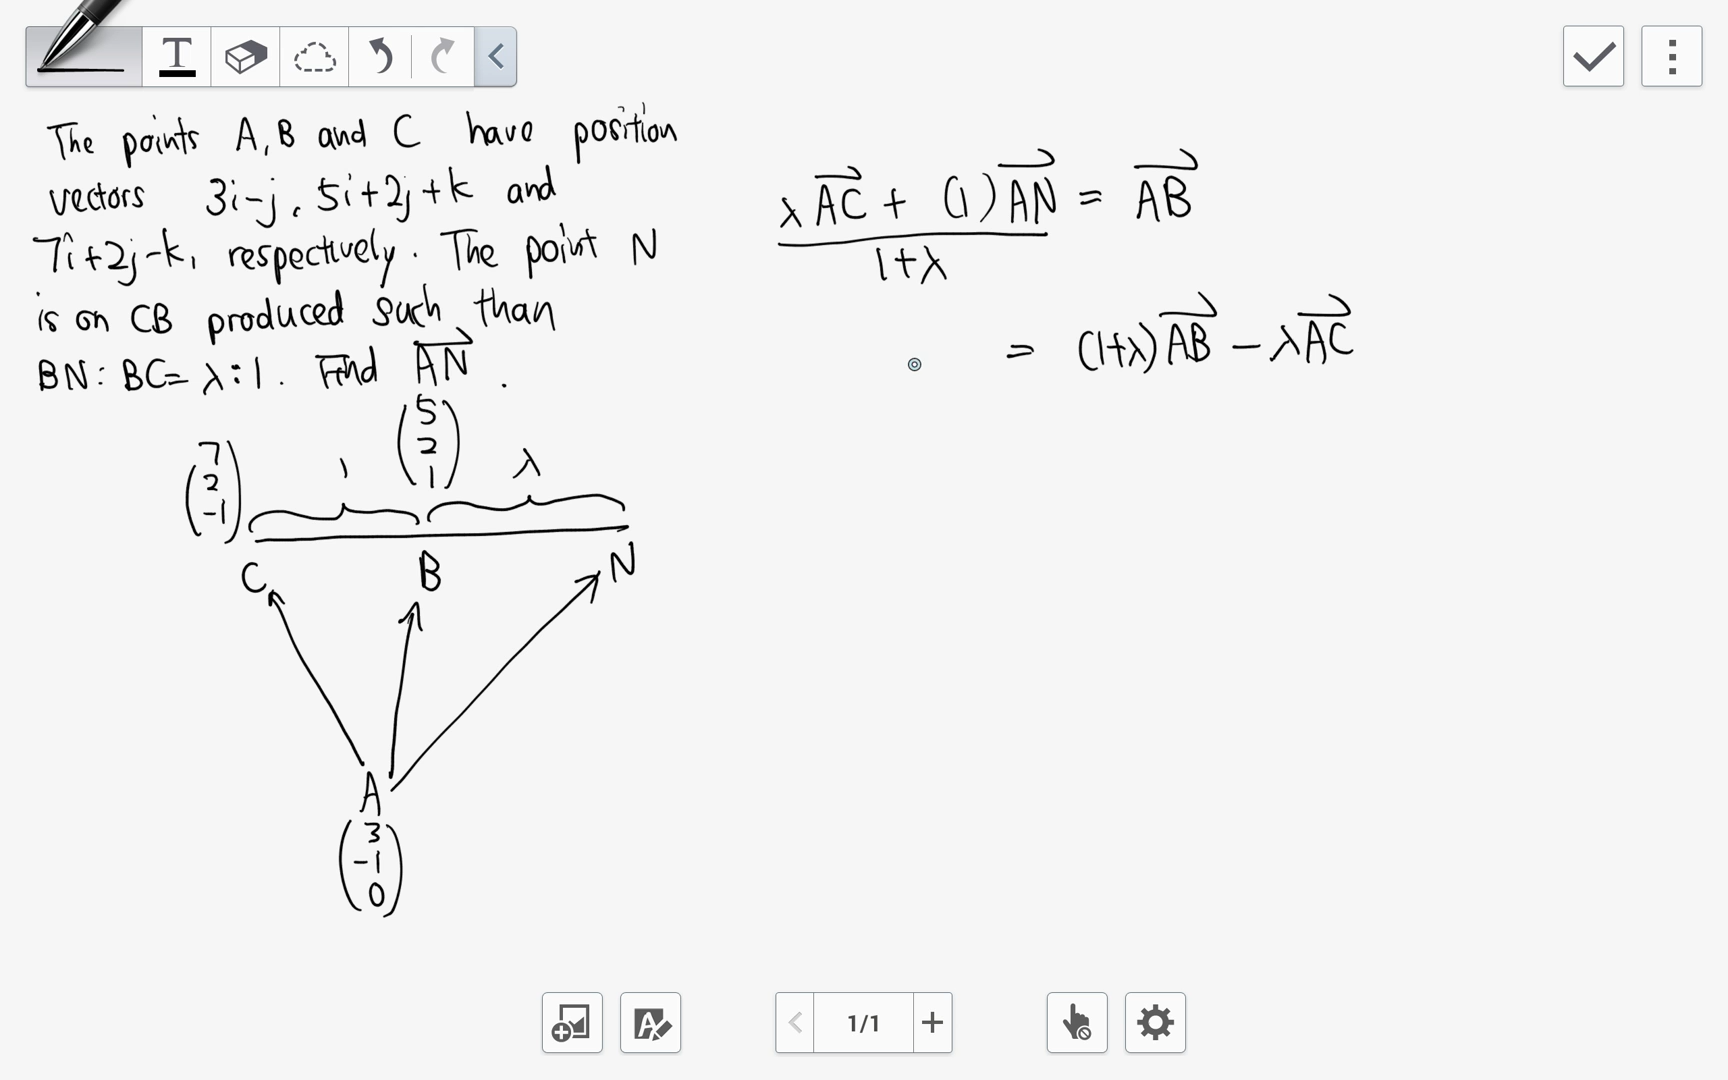 The points A, B and C have position
vectors 3i-j, 5i+2j+k and
7i+2j-k, respectively. The point N
is on CB produced such than
BN: BC= λ:1. Find AN.
λAC + (1)AN = AB
1+λ
= (1+λ)AB - λAC
(7 2 -1)
1
(5 2 1)
λ
C B N
A
(3 -1 0)
T
A
1/1